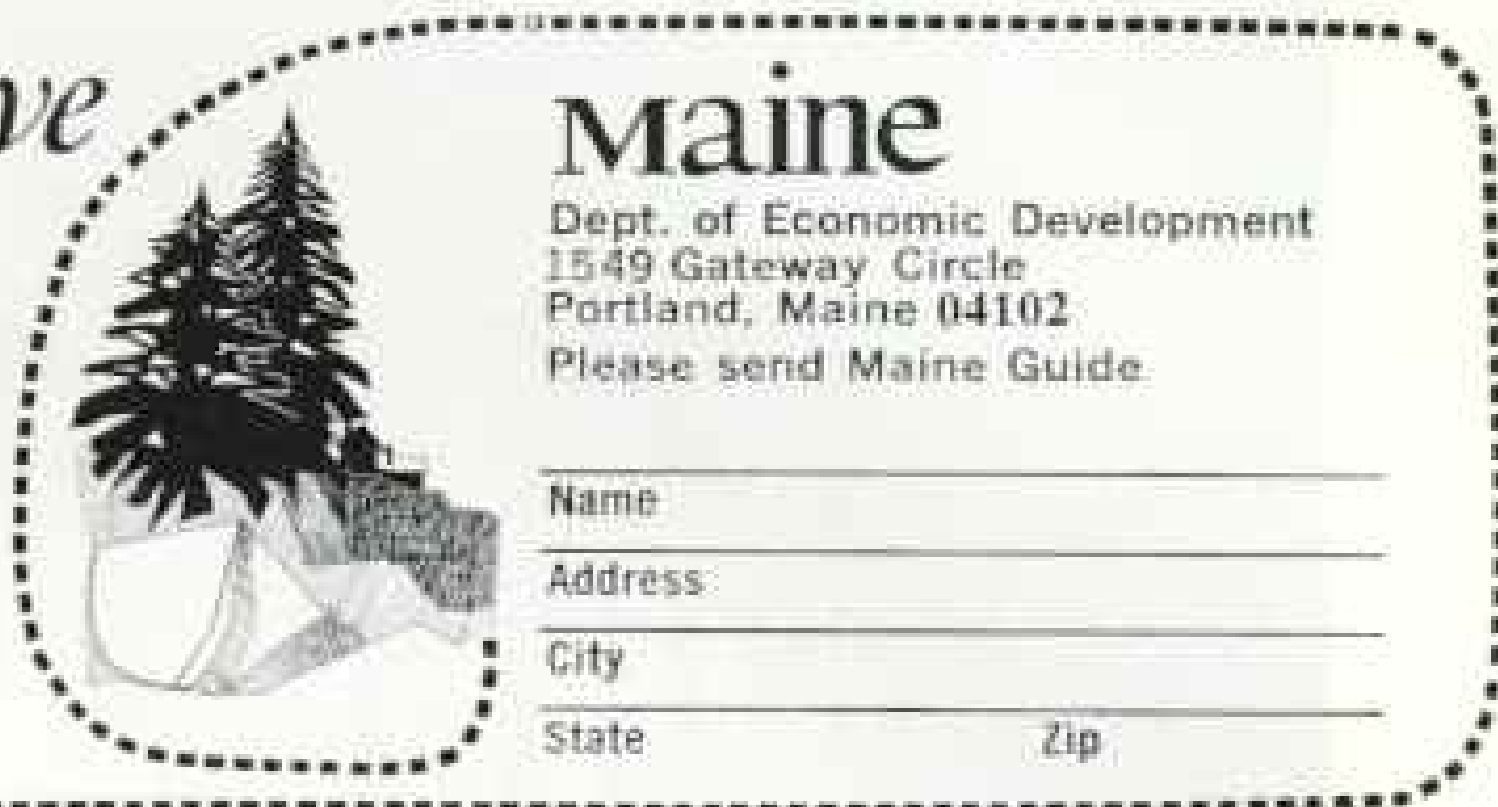 ve
Maine
Dept. of Economic Development
1549 Gateway Circle
Portland, Maine 04102
Please send Maine Guide
Name
Address
City
State Zip